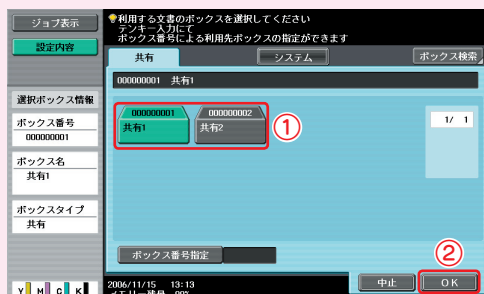 ジョブ表示
設定内容
選択ボックス情報
ボックス番号
000000001
ボックス名
共有1
ボックスタイプ
共有
Y M C K
利用する文書のボックスを選択してください
テンキー入力にて
ボックス番号による利用先ボックスの指定ができます
共有
システム
ボックス検索
000000001 共有1
000000001
共有1
000000002
共有2
①
1/ 1
ボックス番号指定
②
2006/11/15 13:13
メモリー残量 99%
中止
OK